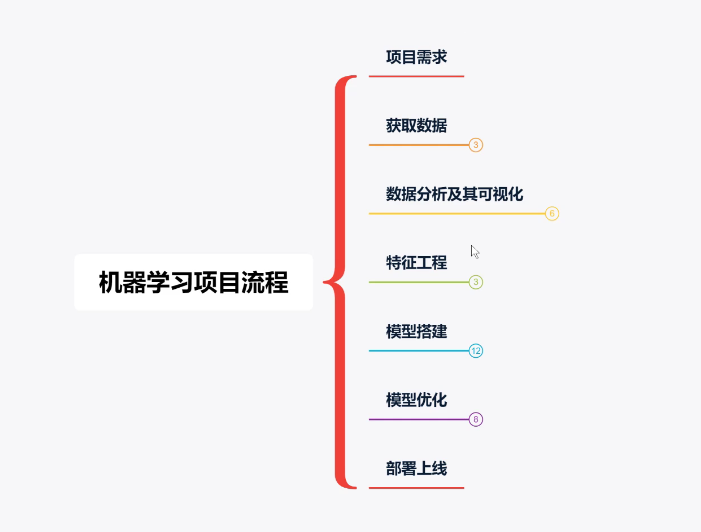 机器学习项目流程
项目需求
获取数据
3
数据分析及其可视化
6
特征工程
3
模型搭建
12
模型优化
8
部署上线